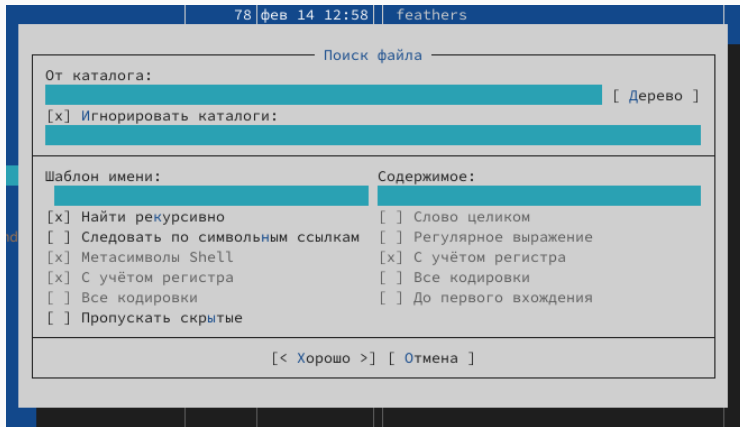 78 фев 14 12:58 feathers
Поиск файла
От каталога:
[ Дерево ]
[x] Игнорировать каталоги:
Шаблон имени: Содержимое:
[x] Найти рекурсивно [ ] Слово целиком
[ ] Следовать по символьным ссылкам [ ] Регулярное выражение
[x] Метасимволы Shell [x] С учётом регистра
[x] С учётом регистра [ ] Все кодировки
[ ] Все кодировки [ ] До первого вхождения
[ ] Пропускать скрытые
[< Хорошо >] [ Отмена ]